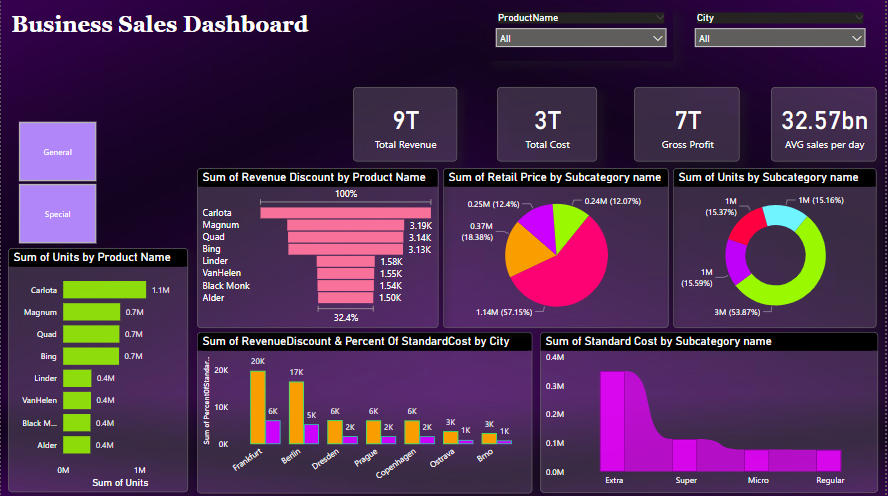 Business Sales Dashboard
ProductName
All
City
All
9T
Total Revenue
3T
Total Cost
7T
Gross Profit
32.57bn
AVG sales per day
General
Special
Sum of Revenue Discount by Product Name
100%
Carlota
Magnum 3.19K
Quad 3.14K
Bing 3.13K
Linder 1.58K
VanHelen 1.55K
Black Monk 1.54K
Alder 1.50K
32.4%
Sum of Retail Price by Subcategory name
0.25M (12.4%)
0.24M (12.07%)
0.37M
(18.38%)
1.14M (57.15%)
Sum of Units by Subcategory name
1M
(15.37%)
1M (15.16%)
1M
(15.59%)
3M (53.87%)
Sum of Units by Product Name
Carlota 1.1M
Magnum 0.7M
Quad 0.7M
Bing 0.7M
Linder 0.4M
VanHelen 0.4M
Black M... 0.4M
Alder 0.4M
0M 1M
Sum of Units
Sum of RevenueDiscount & Percent Of StandardCost by City
Sum of PercentOfStandar...
20K
10K
0K
20K 6K
17K 5K
6K 2K
6K 2K
6K 2K
3K 1K
3K 1K
Frankfurt
Berlin
Dresden
Prague
Copenhagen
Ostrava
Brno
Sum of Standard Cost by Subcategory name
0.4M
0.3M
0.2M
0.1M
0.0M
Extra Super Micro Regular